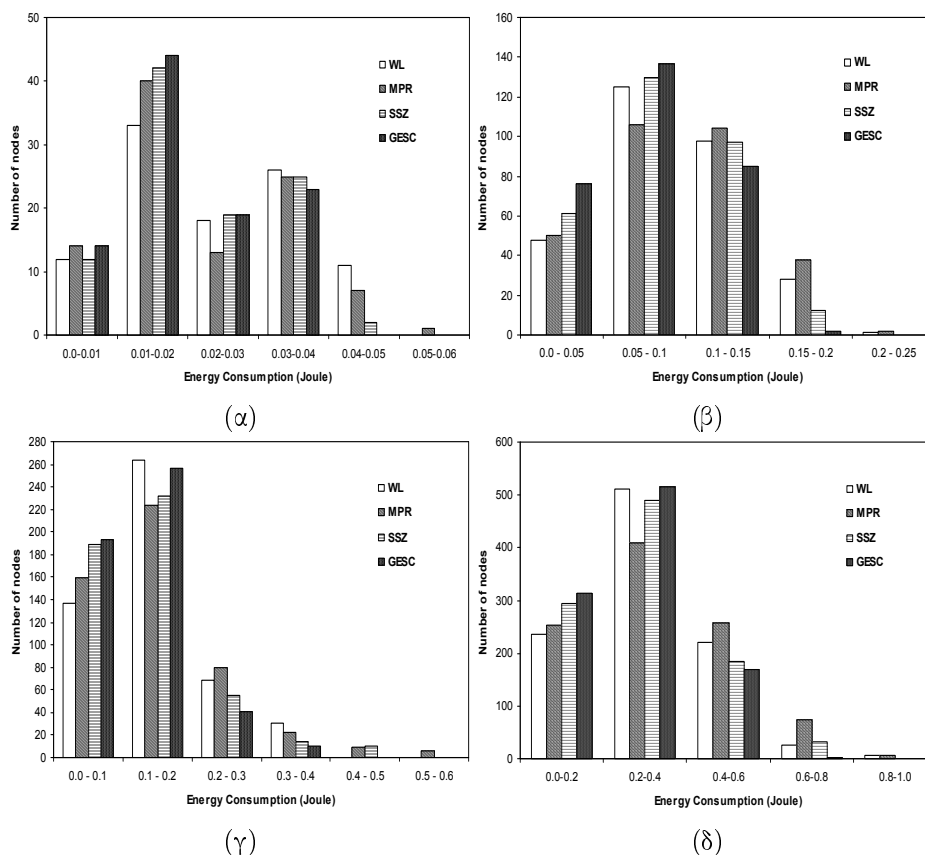 50
40
30
20
10
0
Number of nodes
WL
MPR
SSZ
GESC
0.0-0.01 0.01-0.02 0.02-0.03 0.03-0.04 0.04-0.05 0.05-0.06
Energy Consumption (Joule)
(α)
160
140
120
100
80
60
40
20
0
Number of nodes
WL
MPR
SSZ
GESC
0.0 - 0.05 0.05 - 0.1 0.1 - 0.15 0.15 - 0.2 0.2 - 0.25
Energy Consumption (Joule)
(β)
280
260
240
220
200
180
160
140
120
100
80
60
40
20
0
Number of nodes
WL
MPR
SSZ
GESC
0.0 - 0.1 0.1 - 0.2 0.2 - 0.3 0.3 - 0.4 0.4 - 0.5 0.5 - 0.6
Energy Consumption (Joule)
(γ)
600
500
400
300
200
100
0
Number of nodes
WL
MPR
SSZ
GESC
0.0-0.2 0.2-0.4 0.4-0.6 0.6-0.8 0.8-1.0
Energy Consumption (Joule)
(δ)